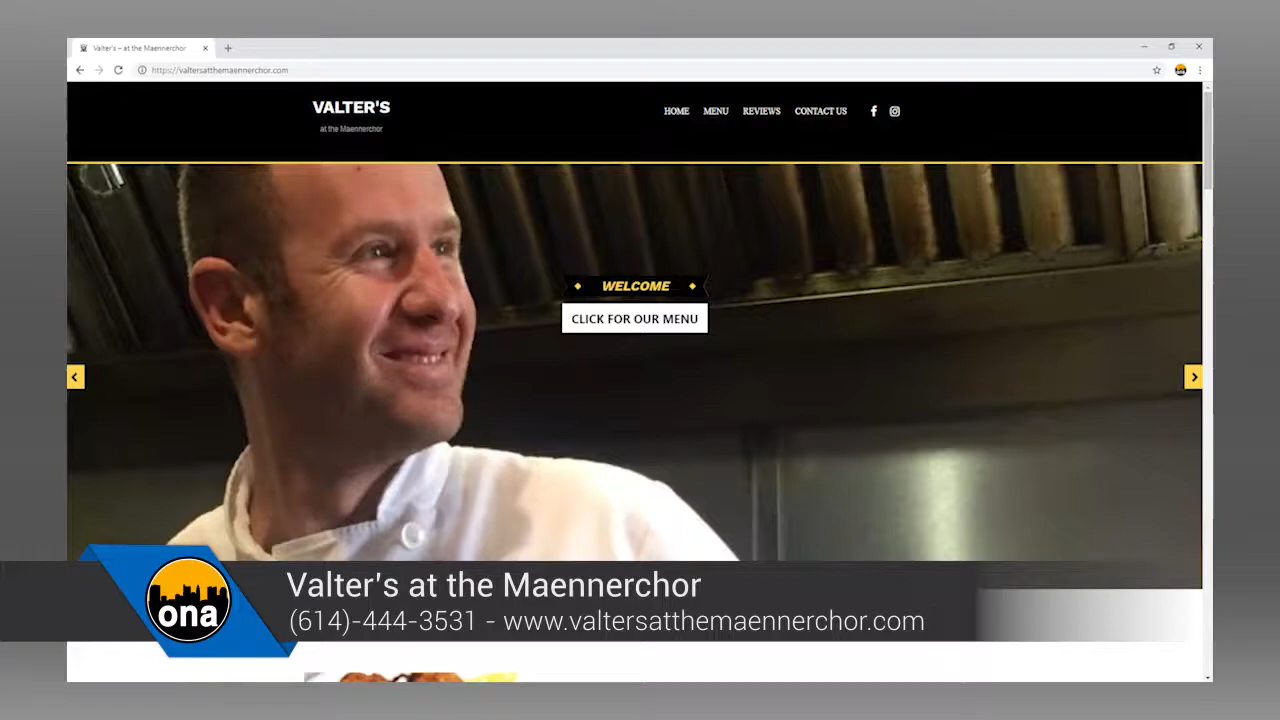 Valter's – at the Maennerchor
https://valtersatthemaennerchor.com
VALTER'S
at the Maennerchor
HOME MENU REVIEWS CONTACT US
WELCOME
CLICK FOR OUR MENU
ona
Valter's at the Maennerchor
(614)-444-3531 - www.valtersatthemaennerchor.com